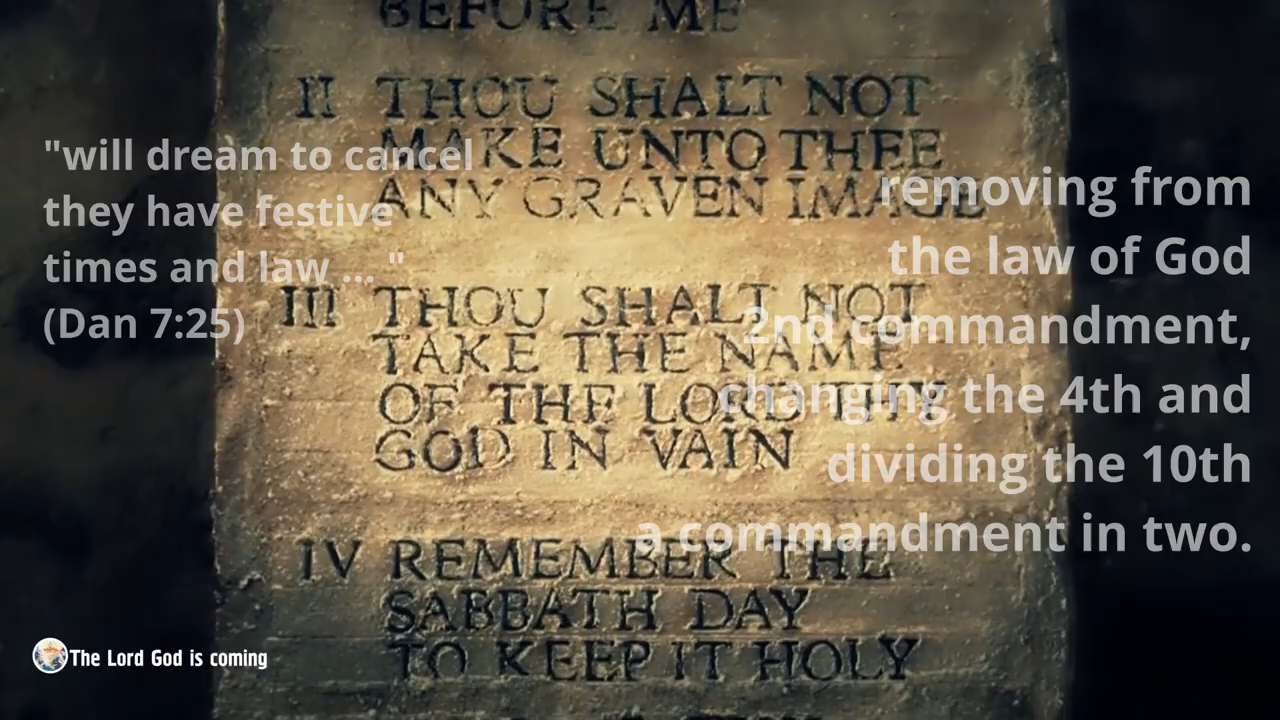 BEFORE ME
II THOU SHALT NOT
MAKE UNTO THEE
ANY GRAVEN IMAGE
III THOU SHALT NOT
TAKE THE NAME
OF THE LORD THY
GOD IN VAIN
IV REMEMBER THE
SABBATH DAY
TO KEEP IT HOLY
"will dream to cancel
they have festive
times and law ... "
(Dan 7:25)
removing from
the law of God
2nd commandment,
changing the 4th and
dividing the 10th
a commandment in two.
The Lord God is coming